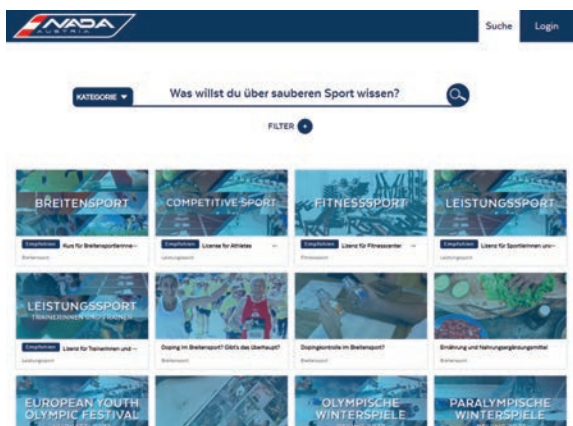 NADA
AUSTRIA
Suche
Login
KATEGORIE
Was willst du über sauberen Sport wissen?
FILTER +
BREITENSPORT
COMPETITIVE SPORT
FITNESSSPORT
LEISTUNGSSPORT
Empfohlen Kurs für Breitensportlerinne...
Empfohlen License for Athletes ...
Empfohlen Lizenz für Fitnesscenter ...
Empfohlen Lizenz für Sportlerinnen und...
Breitensport
Leistungssport
Fitnesssport
Leistungssport
LEISTUNGSSPORT
TRAINERINNEN UND TRAINER
Empfohlen Lizenz für Trainerinnen und ...
Doping im Breitensport? Gibt's das überhaupt?
Dopingkontrolle im Breitensport?
Ernährung und Nahrungsergänzungsmittel
Leistungssport
Breitensport
Breitensport
Breitensport
EUROPEAN YOUTH
OLYMPIC FESTIVAL
OLYMPISCHE
WINTERSPIELE
PARALYMPISCHE
WINTERSPIELE